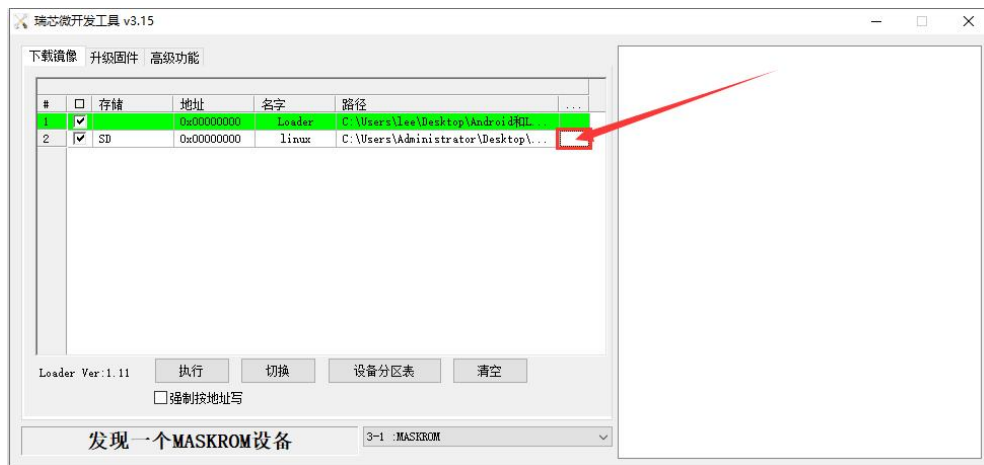 瑞芯微开发工具 v3.15
下载镜像 升级固件 高级功能
# 存储 地址 名字 路径 ...
1 0x00000000 Loader C:\Users\lee\Desktop\Android和L...
2 SD 0x00000000 linux C:\Users\Administrator\Desktop\...
Loader Ver:1.11 执行 切换 设备分区表 清空
强制按地址写
发现一个MASKROM设备 3-1 :MASKROM